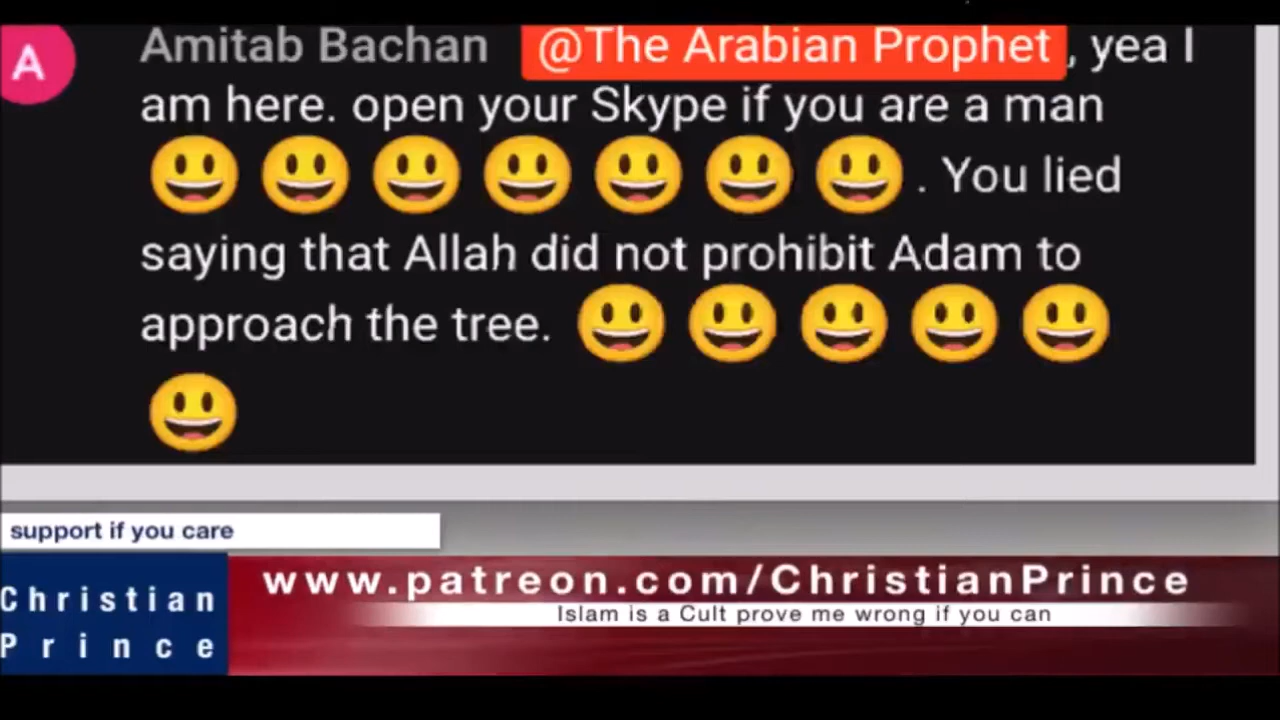 A
Amitab Bachan @The Arabian Prophet, yea I
am here. open your Skype if you are a man
😃😃😃😃😃😃😃. You lied
saying that Allah did not prohibit Adam to
approach the tree. 😃😃😃😃😃
😃
support if you care
Christian
Prince
www.patreon.com/ChristianPrince
Islam is a Cult prove me wrong if you can